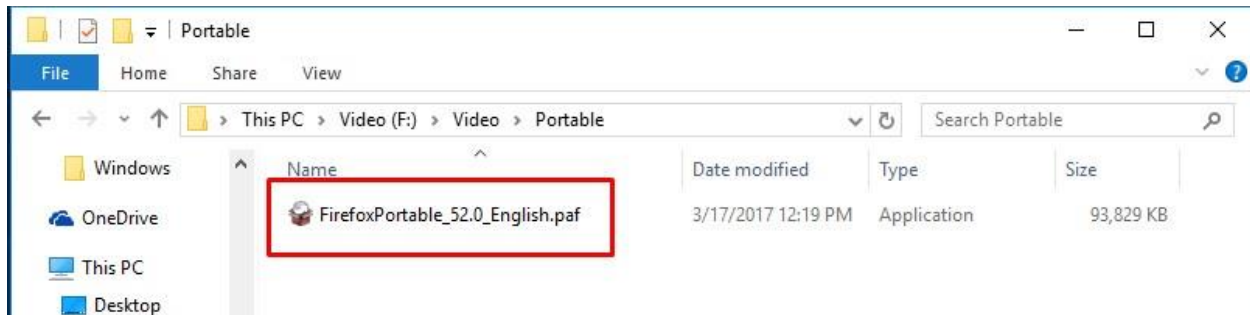 Portable
File Home Share View
This PC > Video (F:) > Video > Portable Search Portable
Windows Name Date modified Type Size
OneDrive FirefoxPortable_52.0_English.paf 3/17/2017 12:19 PM Application 93,829 KB
This PC
Desktop